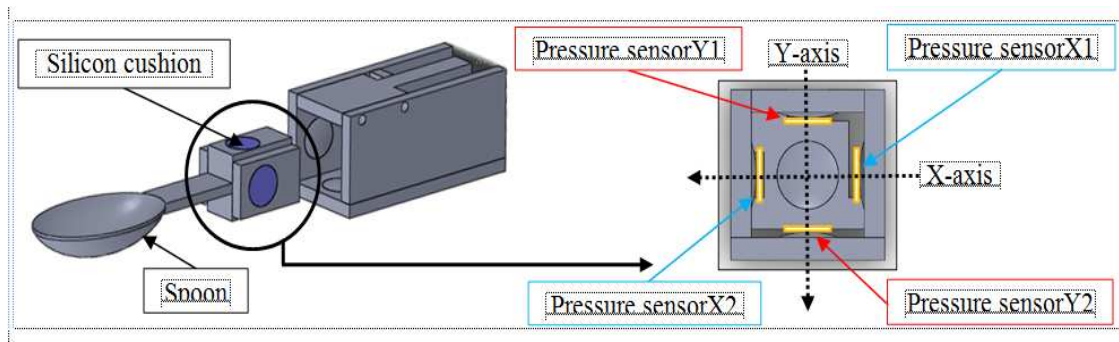 Silicon cushion
Spoon
Pressure sensorY1
Y-axis
Pressure sensorX1
X-axis
Pressure sensorX2
Pressure sensorY2